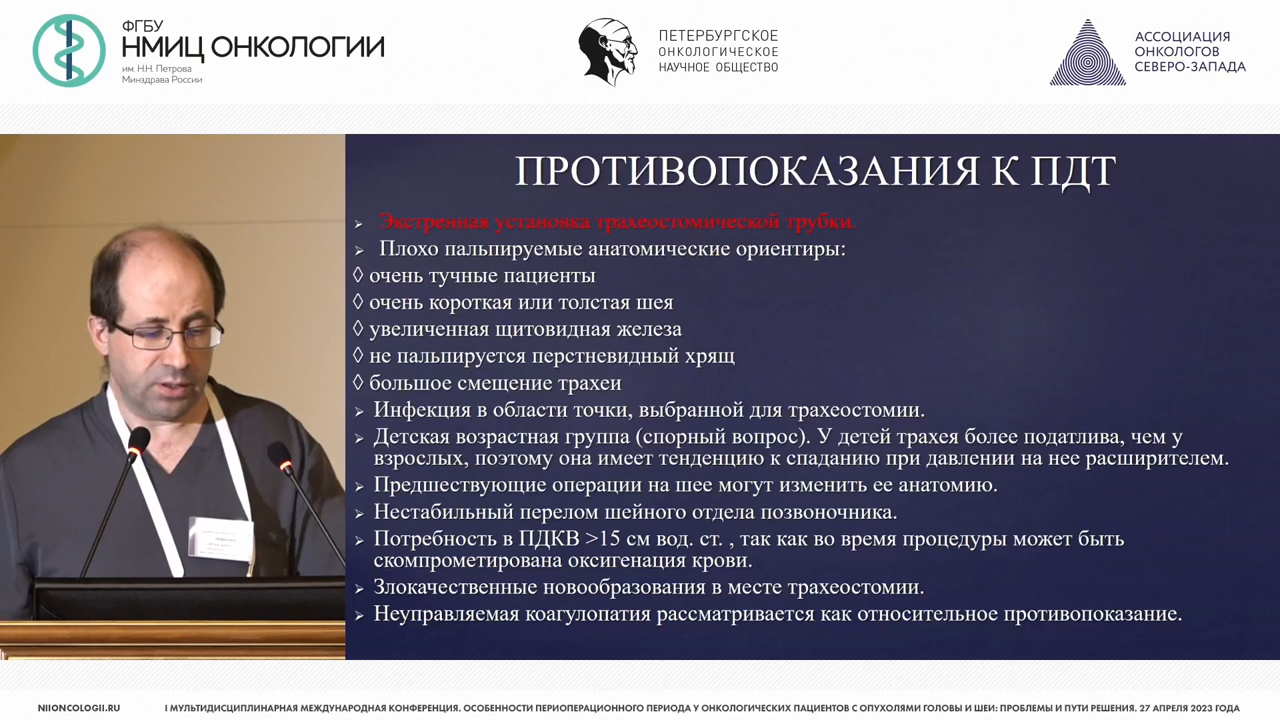 ФГБУ
НМИЦ ОНКОЛОГИИ
им. Н.Н. Петрова
Минздрава России
ПЕТЕРБУРГСКОЕ
ОНКОЛОГИЧЕСКОЕ
НАУЧНОЕ ОБЩЕСТВО
АССОЦИАЦИЯ
ОНКОЛОГОВ
СЕВЕРО-ЗАПАДА
ПРОТИВОПОКАЗАНИЯ К ПДТ
➢ Экстренная установка трахеостомической трубки.
➢ Плохо пальпируемые анатомические ориентиры:
◊ очень тучные пациенты
◊ очень короткая или толстая шея
◊ увеличенная щитовидная железа
◊ не пальпируется перстневидный хрящ
◊ большое смещение трахеи
➢ Инфекция в области точки, выбранной для трахеостомии.
➢ Детская возрастная группа (спорный вопрос). У детей трахея более податлива, чем у
взрослых, поэтому она имеет тенденцию к спаданию при давлении на нее расширителем.
➢ Предшествующие операции на шее могут изменить ее анатомию.
➢ Нестабильный перелом шейного отдела позвоночника.
➢ Потребность в ПДКВ >15 см вод. ст. , так как во время процедуры может быть
скомпрометирована оксигенация крови.
➢ Злокачественные новообразования в месте трахеостомии.
➢ Неуправляемая коагулопатия рассматривается как относительное противопоказание.
NIIONCOLOGII.RU
I МУЛЬТИДИСЦИПЛИНАРНАЯ МЕЖДУНАРОДНАЯ КОНФЕРЕНЦИЯ. ОСОБЕННОСТИ ПЕРИОПЕРАЦИОННОГО ПЕРИОДА У ОНКОЛОГИЧЕСКИХ ПАЦИЕНТОВ С ОПУХОЛЯМИ ГОЛОВЫ И ШЕИ: ПРОБЛЕМЫ И ПУТИ РЕШЕНИЯ. 27 АПРЕЛЯ 2023 ГОДА